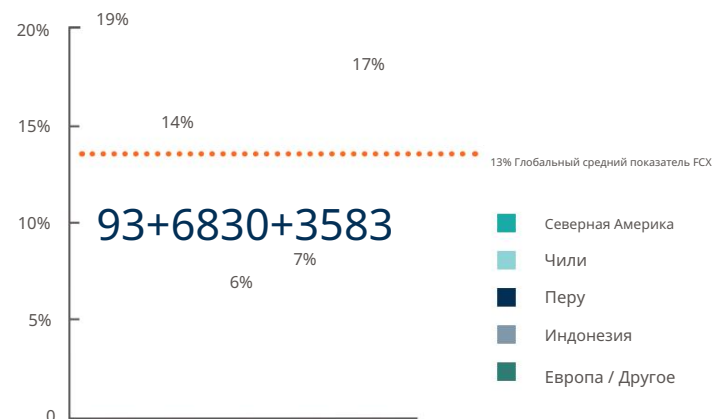 20%
19%
17%
15%
14%
13% Глобальный средний показатель FCX
10%
93+6830+3583
7%
6%
5%
0
Северная Америка
Чили
Перу
Индонезия
Европа / Другое